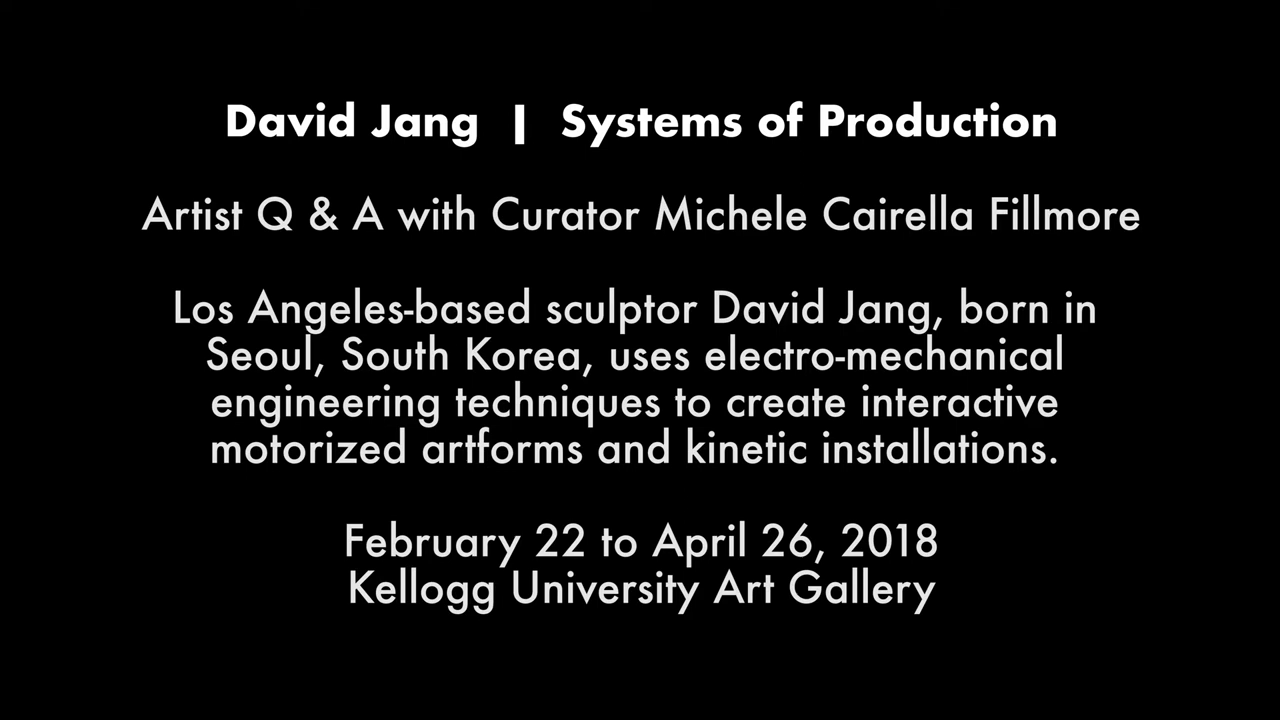 David Jang | Systems of Production
Artist Q & A with Curator Michele Cairella Fillmore
Los Angeles-based sculptor David Jang, born in
Seoul, South Korea, uses electro-mechanical
engineering techniques to create interactive
motorized artforms and kinetic installations.
February 22 to April 26, 2018
Kellogg University Art Gallery